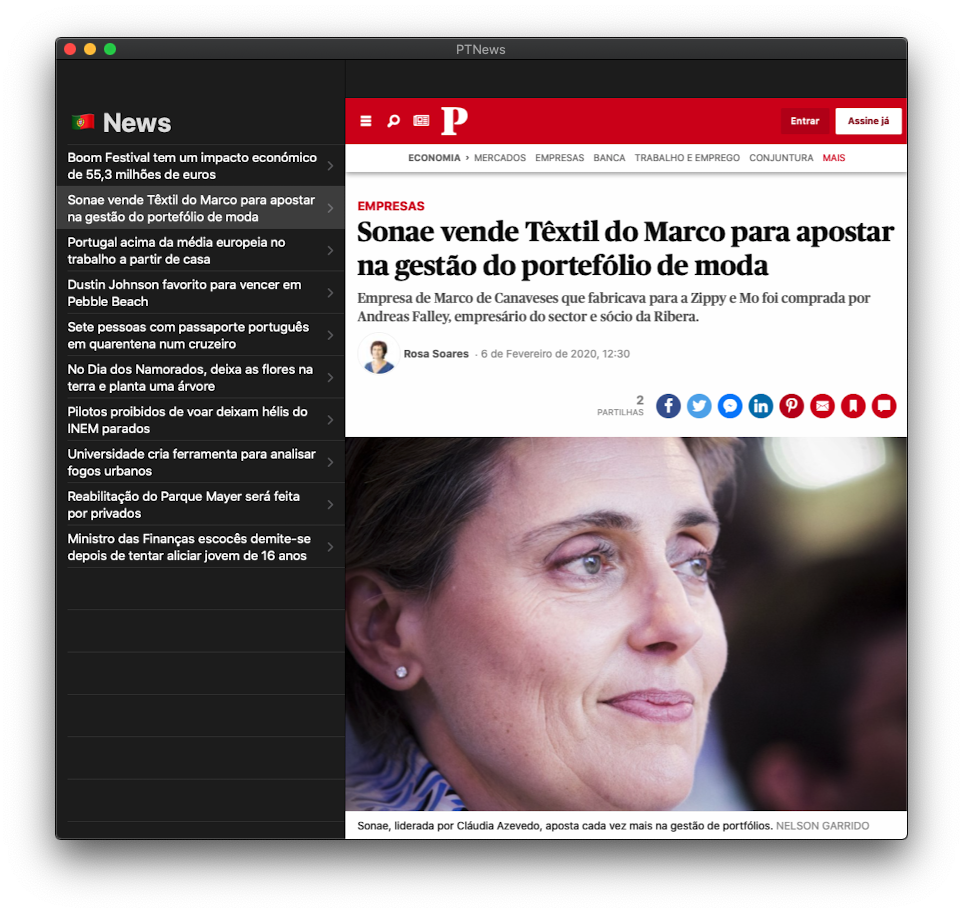 PTNews
🇵🇹 News
Boom Festival tem um impacto económico
de 55,3 milhões de euros
Sonae vende Têxtil do Marco para apostar
na gestão do portefólio de moda
Portugal acima da média europeia no
trabalho a partir de casa
Dustin Johnson favorito para vencer em
Pebble Beach
Sete pessoas com passaporte português
em quarentena num cruzeiro
No Dia dos Namorados, deixa as flores na
terra e planta uma árvore
Pilotos proibidos de voar deixam hélis do
INEM parados
Universidade cria ferramenta para analisar
fogos urbanos
Reabilitação do Parque Mayer será feita
por privados
Ministro das Finanças escocês demite-se
depois de tentar aliciar jovem de 16 anos
P
Entrar
Assine já
ECONOMIA › MERCADOS EMPRESAS BANCA TRABALHO E EMPREGO CONJUNTURA MAIS
EMPRESAS
Sonae vende Têxtil do Marco para apostar
na gestão do portefólio de moda
Empresa de Marco de Canaveses que fabricava para a Zippy e Mo foi comprada por
Andreas Falley, empresário do sector e sócio da Ribera.
Rosa Soares · 6 de Fevereiro de 2020, 12:30
2
PARTILHAS
Sonae, liderada por Cláudia Azevedo, aposta cada vez mais na gestão de portfólios. NELSON GARRIDO